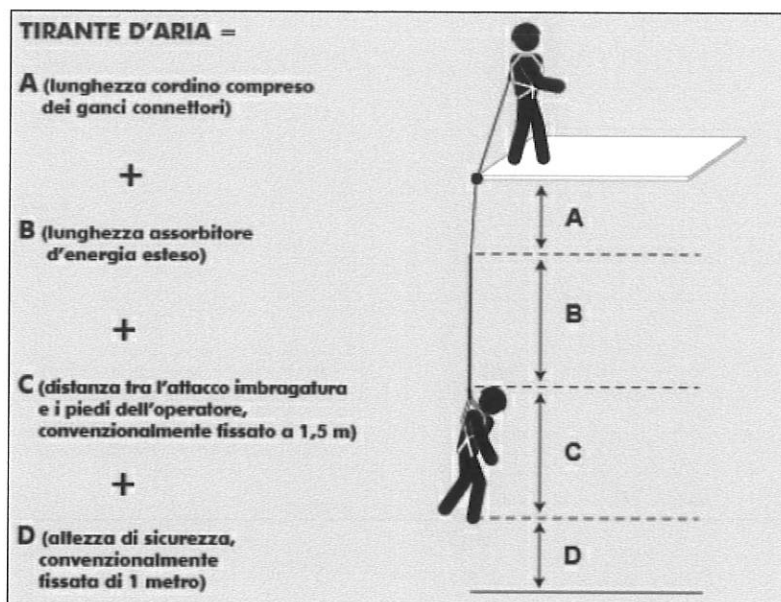 TIRANTE D'ARIA =
A (lunghezza cordino compreso
dei ganci connettori)
+
B (lunghezza assorbitore
d'energia esteso)
+
C (distanza tra l'attacco imbragatura
e i piedi dell'operatore,
convenzionalmente fissato a 1,5 m)
+
D (altezza di sicurezza,
convenzionalmente
fissata di 1 metro)
A
B
C
D